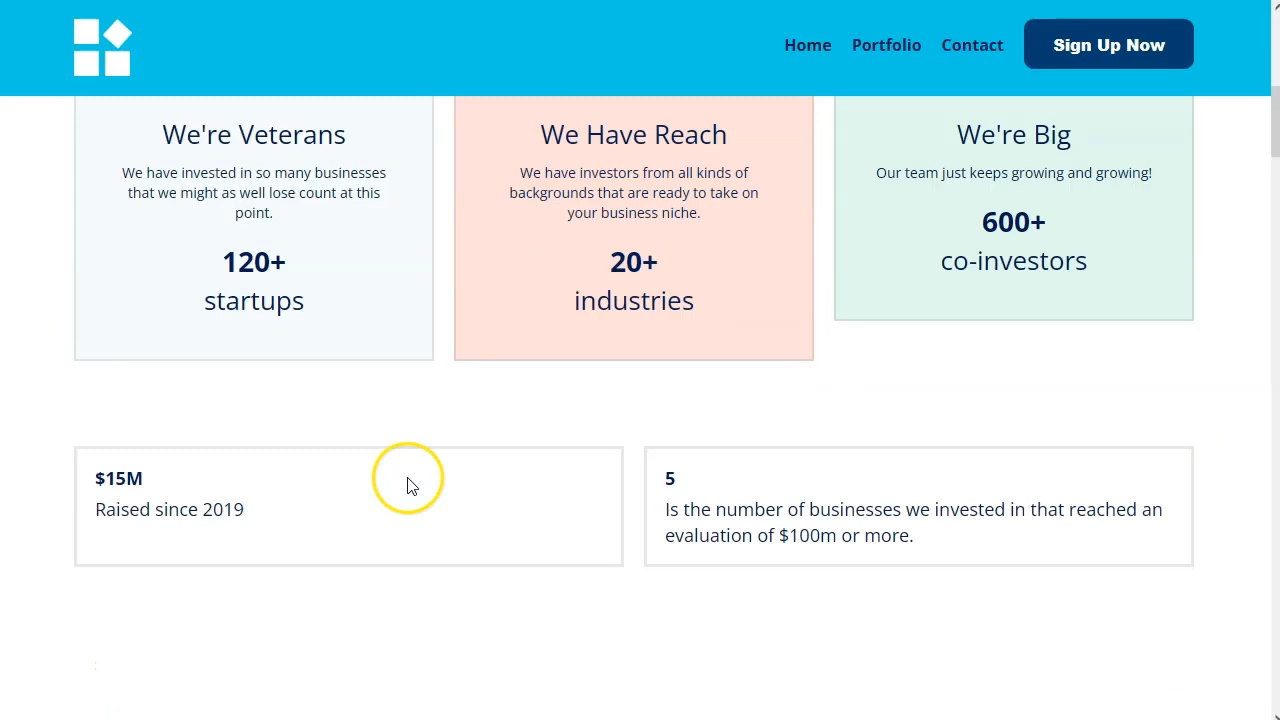 Home Portfolio Contact Sign Up Now
We're Veterans
We have invested in so many businesses
that we might as well lose count at this
point.
120+
startups
We Have Reach
We have investors from all kinds of
backgrounds that are ready to take on
your business niche.
20+
industries
We're Big
Our team just keeps growing and growing!
600+
co-investors
$15M
Raised since 2019
5
Is the number of businesses we invested in that reached an
evaluation of $100m or more.